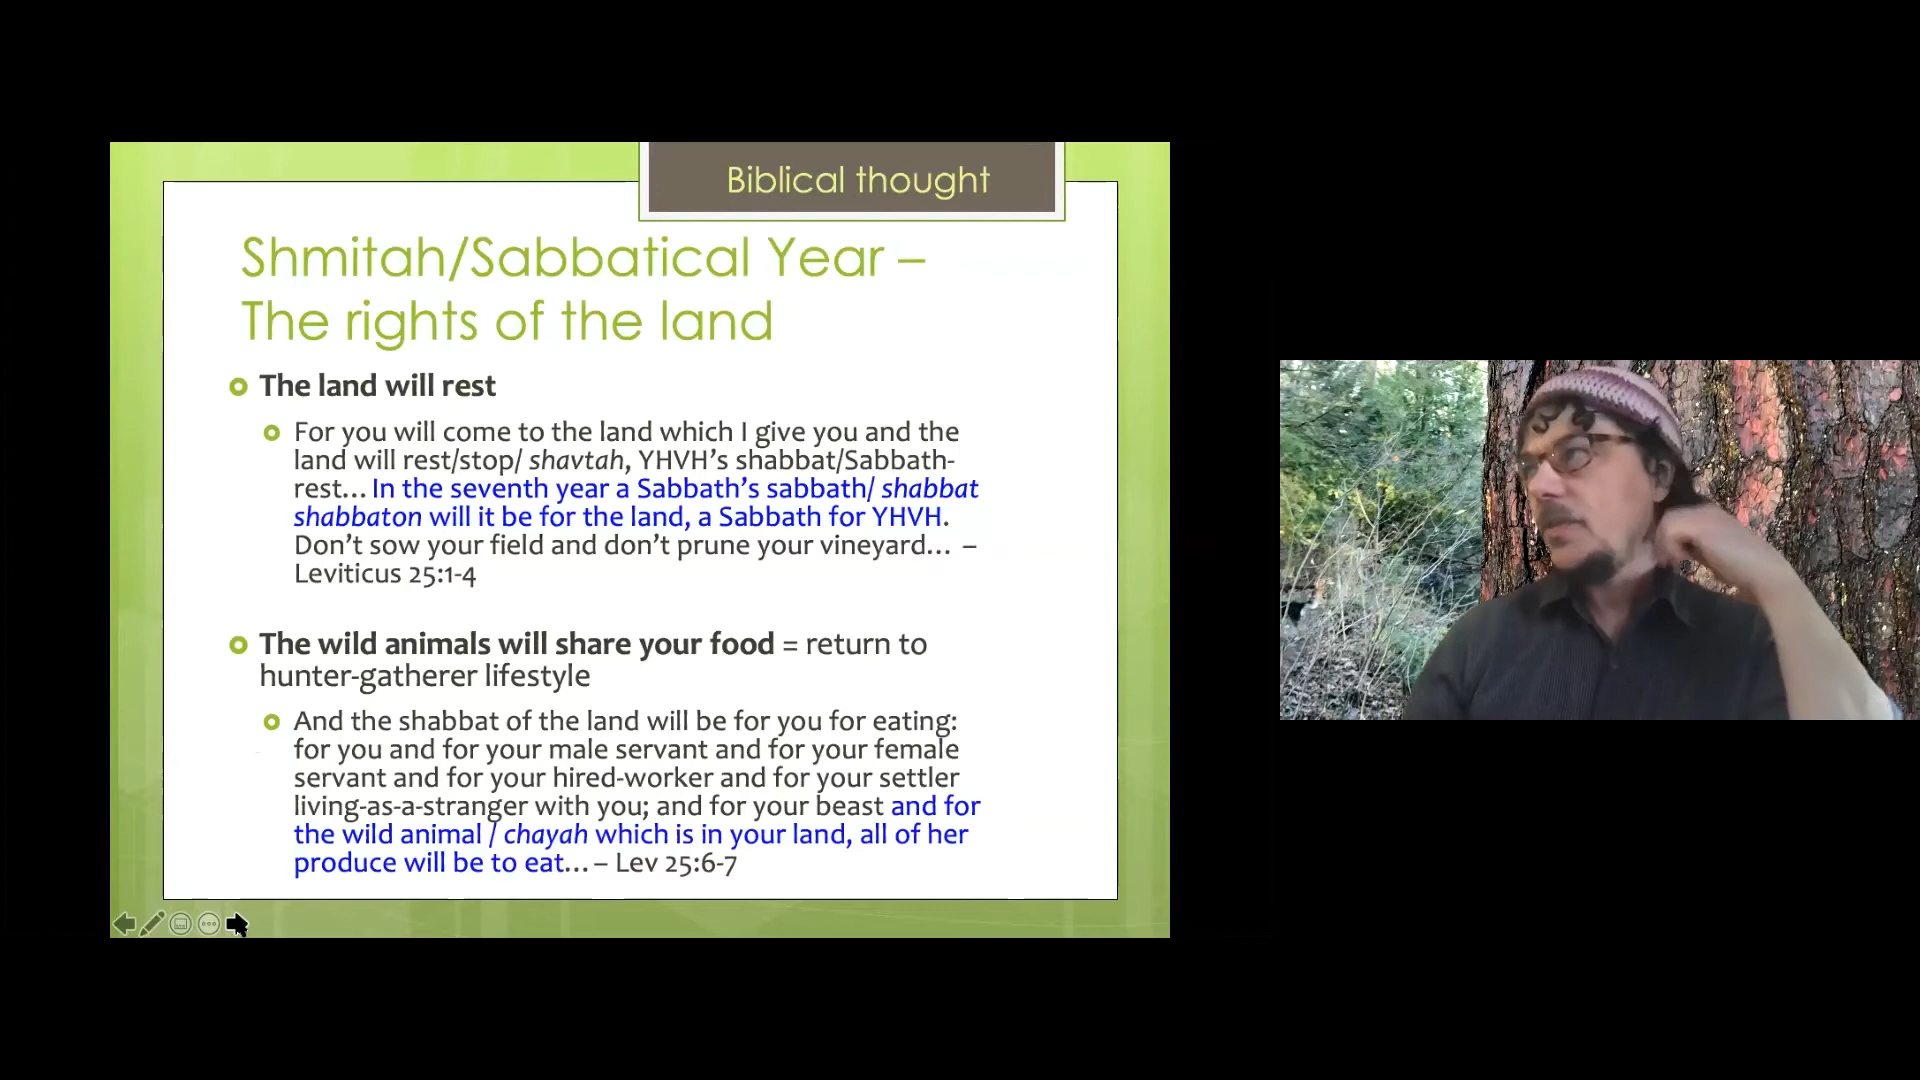 Biblical thought
Shmitah/Sabbatical Year –
The rights of the land
The land will rest
For you will come to the land which I give you and the
land will rest/stop/ shavtah, YHVH’s shabbat/Sabbath-
rest… In the seventh year a Sabbath’s sabbath/ shabbat
shabbaton will it be for the land, a Sabbath for YHVH.
Don’t sow your field and don’t prune your vineyard… –
Leviticus 25:1-4
The wild animals will share your food = return to
hunter-gatherer lifestyle
And the shabbat of the land will be for you for eating:
for you and for your male servant and for your female
servant and for your hired-worker and for your settler
living-as-a-stranger with you; and for your beast and for
the wild animal / chayah which is in your land, all of her
produce will be to eat… – Lev 25:6-7